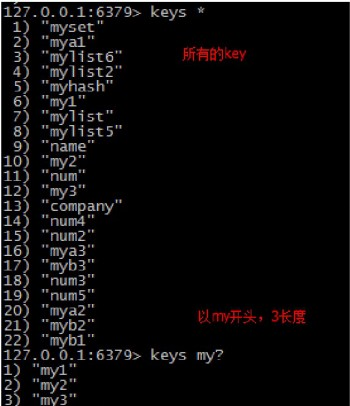 127.0.0.1:6379> keys *
1) "myset"
2) "mya1"
3) "mylist6"
所有的key
4) "mylist2"
5) "myhash"
6) "my1"
7) "mylist"
8) "mylist5"
9) "name"
10) "my2"
11) "num"
12) "my3"
13) "company"
14) "num4"
15) "num2"
16) "mya3"
17) "myb3"
18) "num3"
19) "num5"
20) "mya2"
以my开头，3长度
21) "myb2"
22) "myb1"
127.0.0.1:6379> keys my?
1) "my1"
2) "my2"
3) "my3"